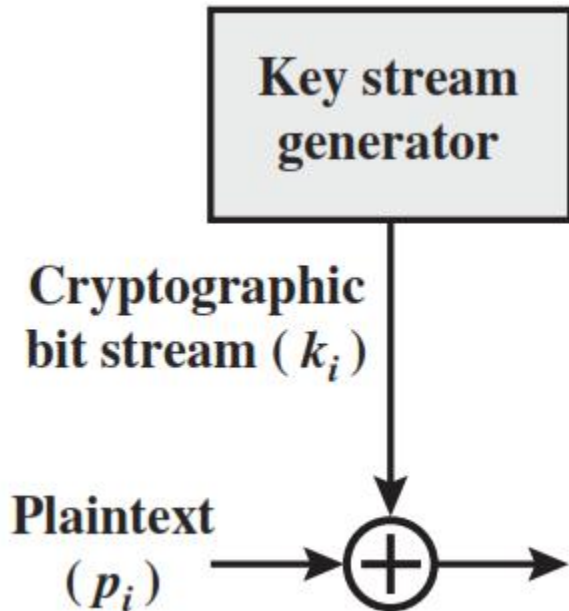 Key stream
generator
Cryptographic
bit stream ( kᵢ )
Plaintext
( pᵢ )